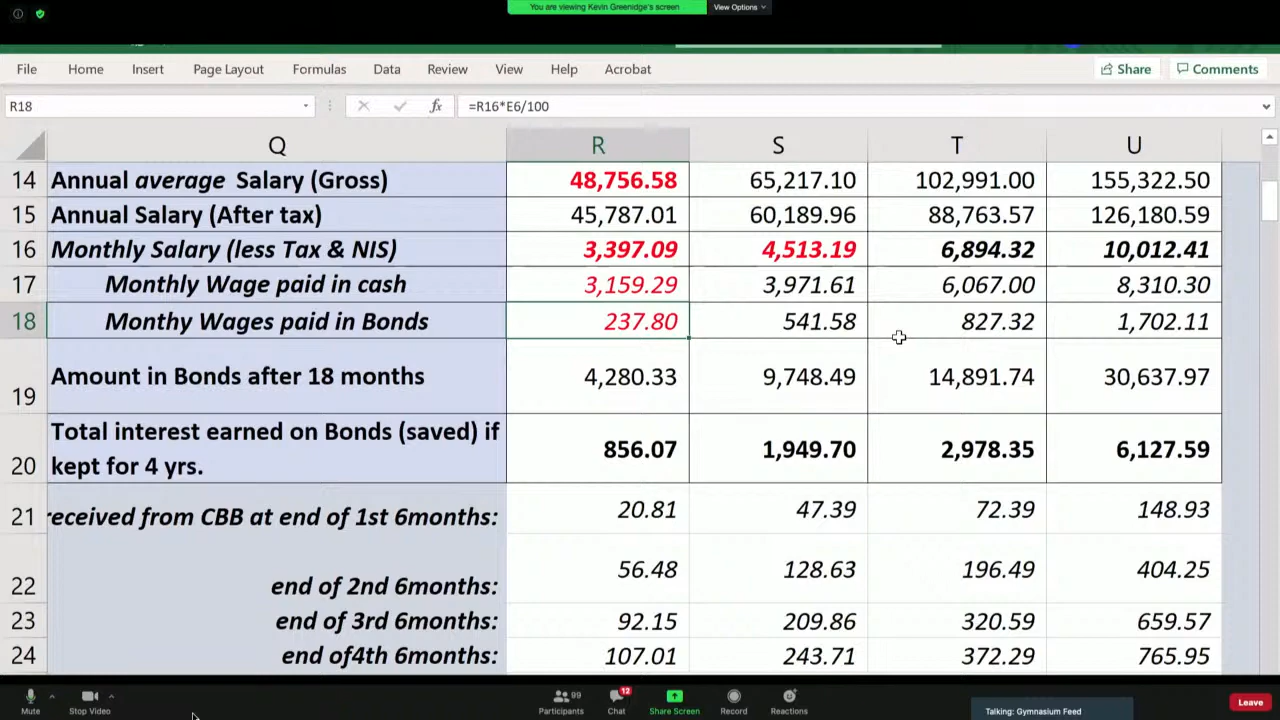 You are viewing Kevin Greenidge's screen View Options
File Home Insert Page Layout Formulas Data Review View Help Acrobat Share Comments
R18 fx =R16*E6/100
Q R S T U
14 Annual average Salary (Gross) 48,756.58 65,217.10 102,991.00 155,322.50
15 Annual Salary (After tax) 45,787.01 60,189.96 88,763.57 126,180.59
16 Monthly Salary (less Tax & NIS) 3,397.09 4,513.19 6,894.32 10,012.41
17 Monthly Wage paid in cash 3,159.29 3,971.61 6,067.00 8,310.30
18 Monthy Wages paid in Bonds 237.80 541.58 827.32 1,702.11
19 Amount in Bonds after 18 months 4,280.33 9,748.49 14,891.74 30,637.97
Total interest earned on Bonds (saved) if
20 kept for 4 yrs. 856.07 1,949.70 2,978.35 6,127.59
21 eceived from CBB at end of 1st 6months: 20.81 47.39 72.39 148.93
22 end of 2nd 6months: 56.48 128.63 196.49 404.25
23 end of 3rd 6months: 92.15 209.86 320.59 659.57
24 end of4th 6months: 107.01 243.71 372.29 765.95
Mute Stop Video Participants 99 Chat 12 Share Screen Record Reactions Talking: Gymnasium Feed Leave